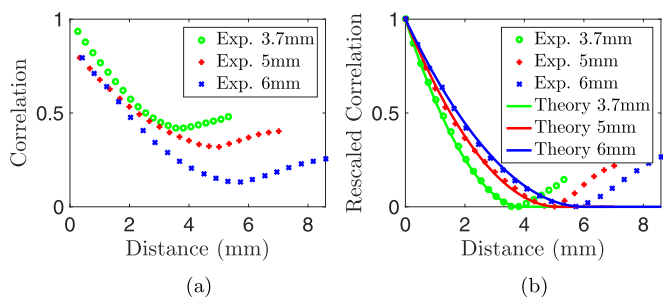 (a)
Correlation
1
0.5
0
0 2 4 6 8
Distance (mm)
Exp. 3.7mm
Exp. 5mm
Exp. 6mm
(a)
(b)
Rescaled Correlation
1
0.5
0
0 2 4 6 8
Distance (mm)
Exp. 3.7mm
Exp. 5mm
Exp. 6mm
Theory 3.7mm
Theory 5mm
Theory 6mm
(b)